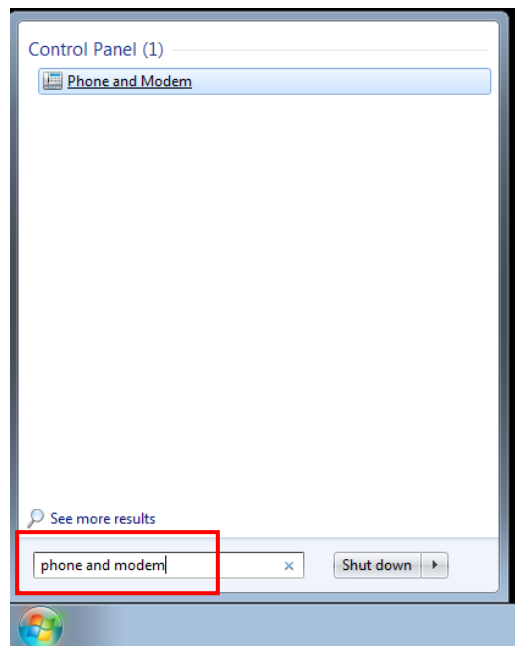 Control Panel (1)
Phone and Modem
See more results
phone and modem
Shut down